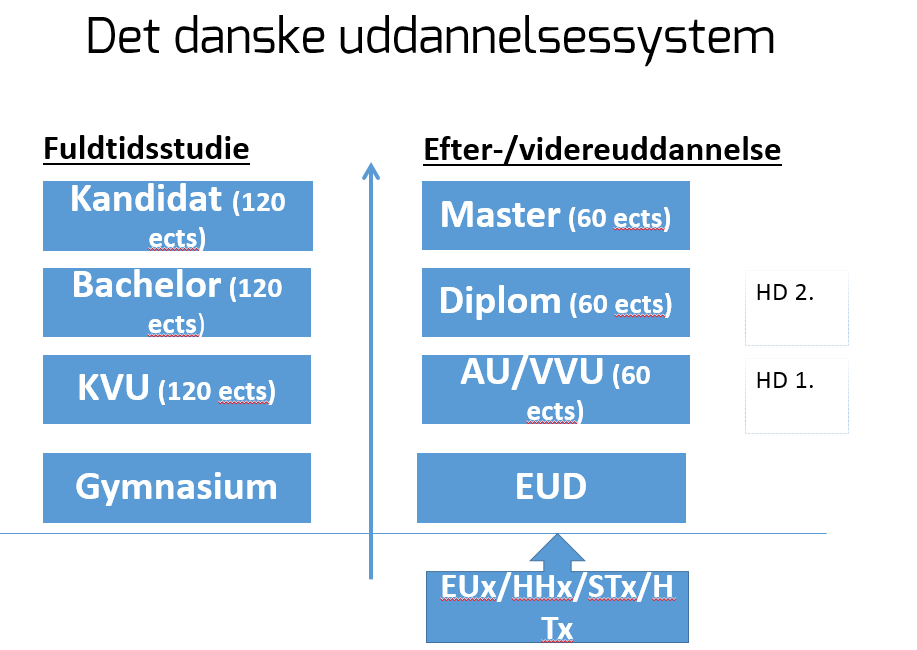 Det danske uddannelsessystem
Fuldtidsstudie
Kandidat (120
ects)
Bachelor (120
ects)
KVU (120 ects)
Gymnasium
Efter-/videreuddannelse
Master (60 ects)
Diplom (60 ects)
HD 2.
AU/VVU (60
ects)
HD 1.
EUD
EUx/HHx/STx/H
Tx